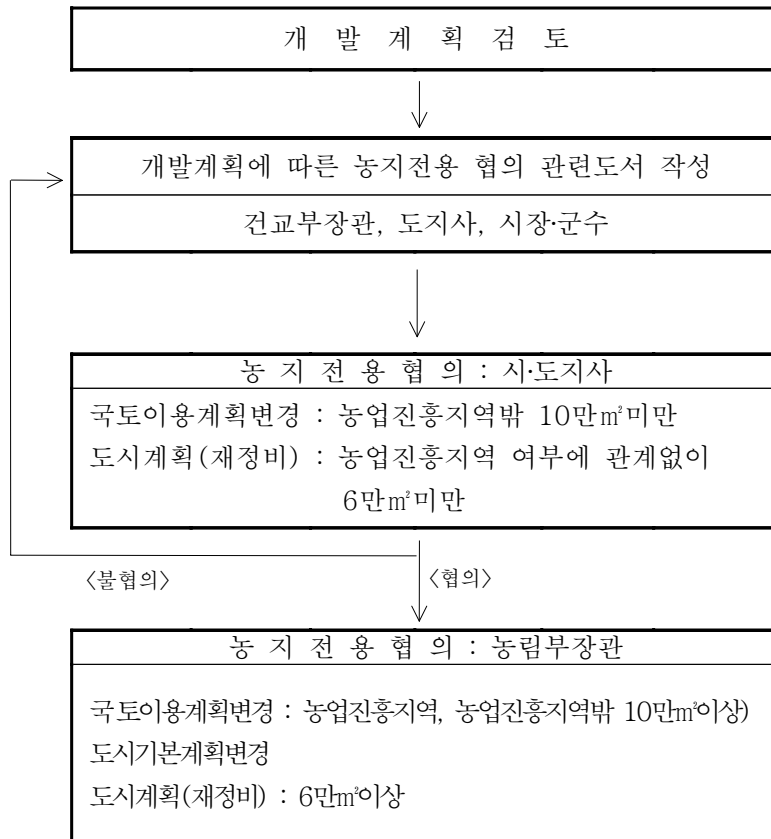 개 발 계 획 검 토
개발계획에 따른 농지전용 협의 관련도서 작성
건교부장관, 도지사, 시장·군수
농 지 전 용 협 의 : 시·도지사
국토이용계획변경 : 농업진흥지역밖 10만㎡미만
도시계획(재정비) : 농업진흥지역 여부에 관계없이
6만㎡미만
〈불협의〉 〈협의〉
농 지 전 용 협 의 : 농림부장관
국토이용계획변경 : 농업진흥지역, 농업진흥지역밖 10만㎡이상)
도시기본계획변경
도시계획(재정비) : 6만㎡이상